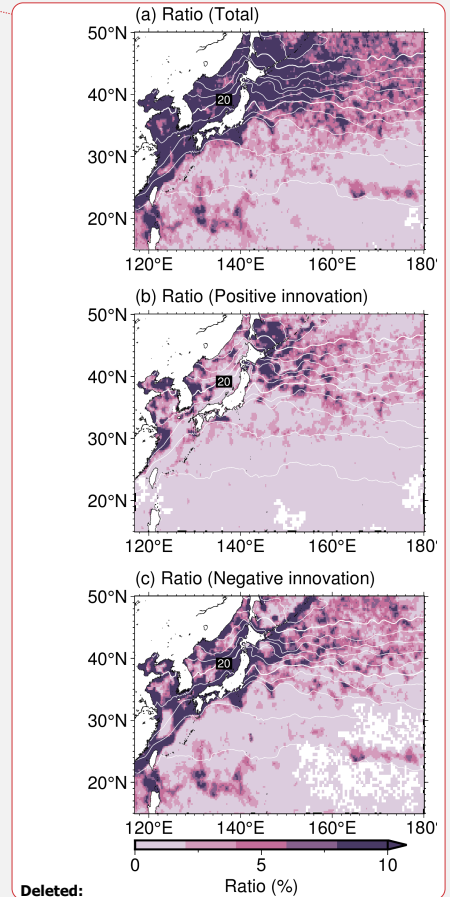 (a) Ratio (Total)
50°N
40°N
30°N
20°N
20
120°E 140°E 160°E 180°
(b) Ratio (Positive innovation)
50°N
40°N
30°N
20°N
20
120°E 140°E 160°E 180°
(c) Ratio (Negative innovation)
50°N
40°N
30°N
20°N
20
120°E 140°E 160°E 180°
0 5 10
Ratio (%)
Deleted: